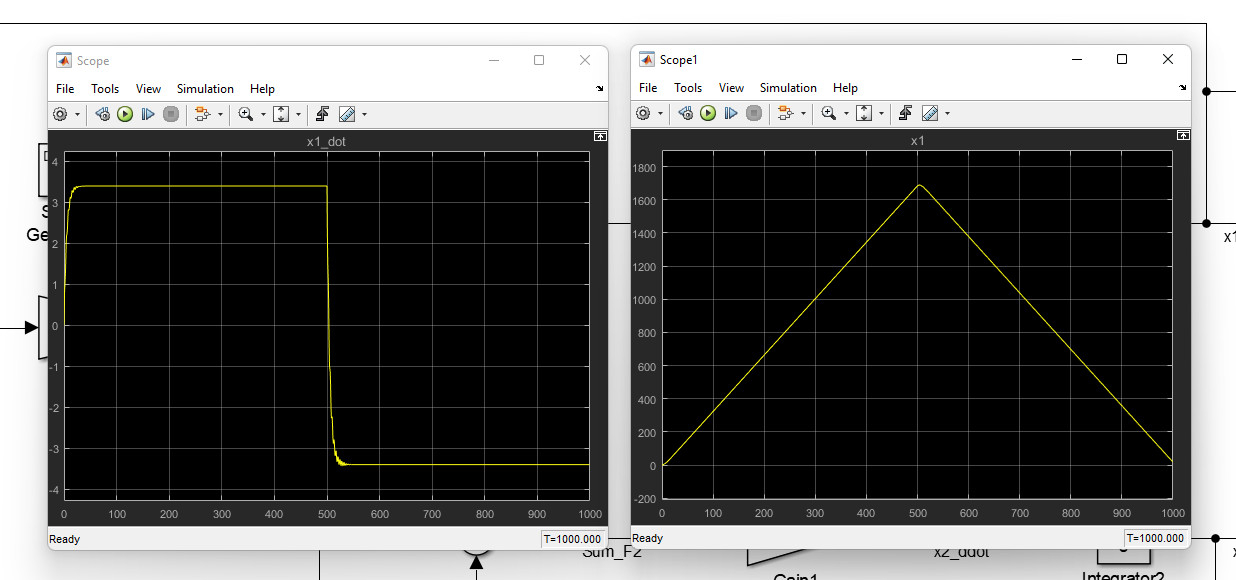 Scope
File Tools View Simulation Help
x1_dot
4
3
2
1
0
-1
-2
-3
-4
0 100 200 300 400 500 600 700 800 900 1000
Ready T=1000.000
Scope1
File Tools View Simulation Help
x1
1800
1600
1400
1200
1000
800
600
400
200
0
-200
0 100 200 300 400 500 600 700 800 900 1000
Ready T=1000.000
S
Ge
x1
Sum_F2
x2_ddot
Gain1
Integrator2